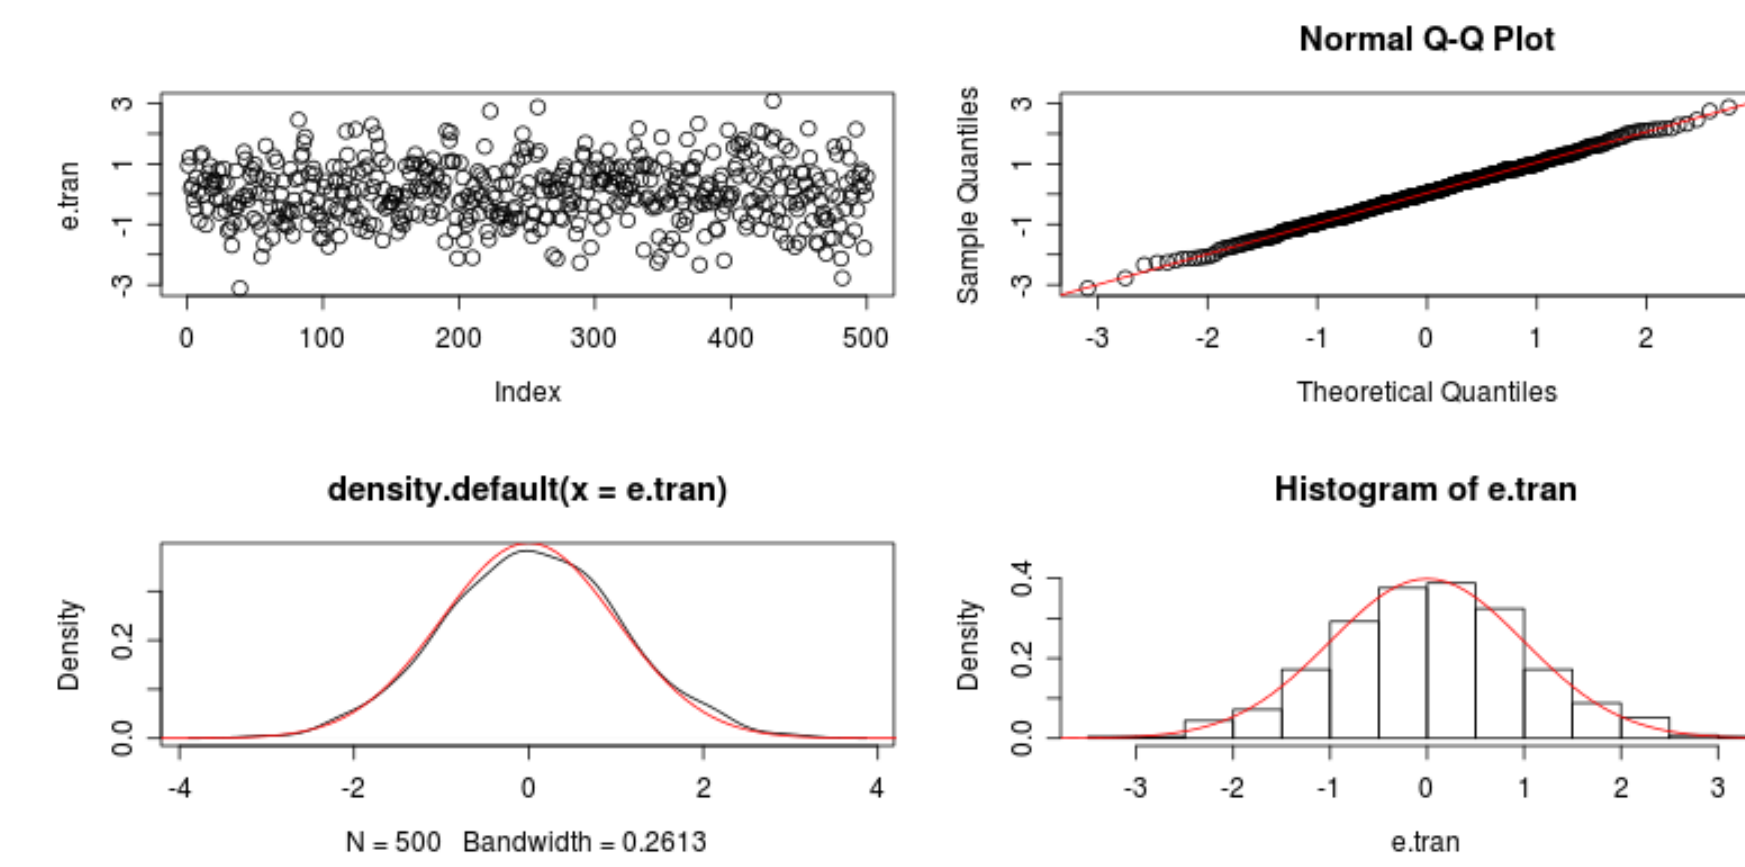 3
1
-1
-3
e.tran
0 100 200 300 400 500
Index
Normal Q-Q Plot
3
1
-1
-3
Sample Quantiles
-3 -2 -1 0 1 2
Theoretical Quantiles
density.default(x = e.tran)
0.2
0.0
Density
-4 -2 0 2 4
N = 500 Bandwidth = 0.2613
Histogram of e.tran
0.4
0.2
0.0
Density
-3 -2 -1 0 1 2 3
e.tran